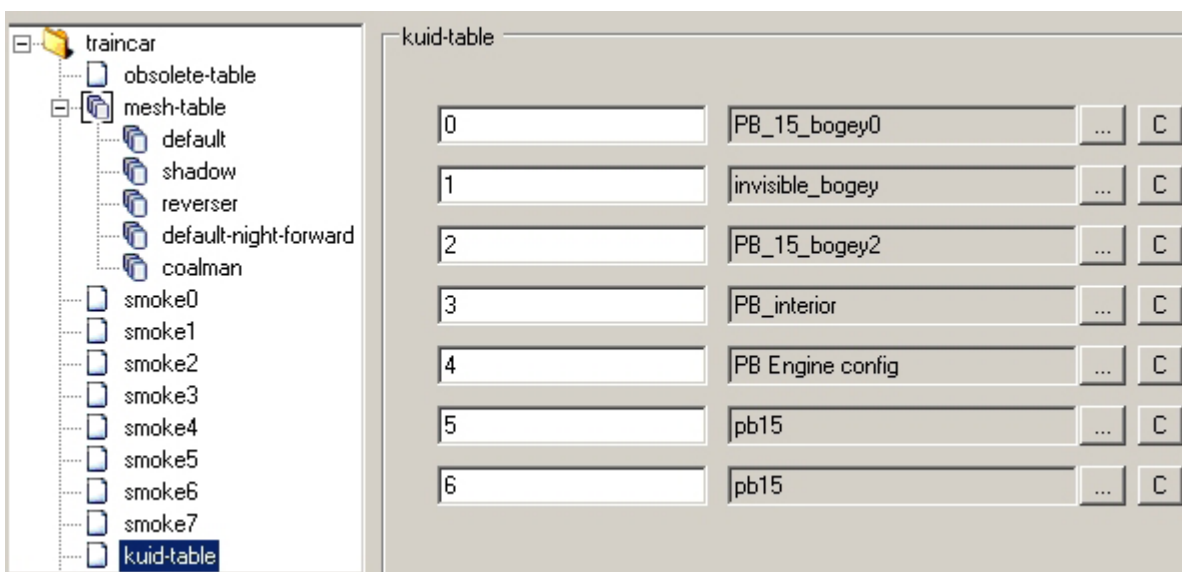 traincar
obsolete-table
mesh-table
default
shadow
reverser
default-night-forward
coalman
smoke0
smoke1
smoke2
smoke3
smoke4
smoke5
smoke6
smoke7
kuid-table
kuid-table
0 PB_15_bogey0 ... C
1 invisible_bogey ... C
2 PB_15_bogey2 ... C
3 PB_interior ... C
4 PB Engine config ... C
5 pb15 ... C
6 pb15 ... C